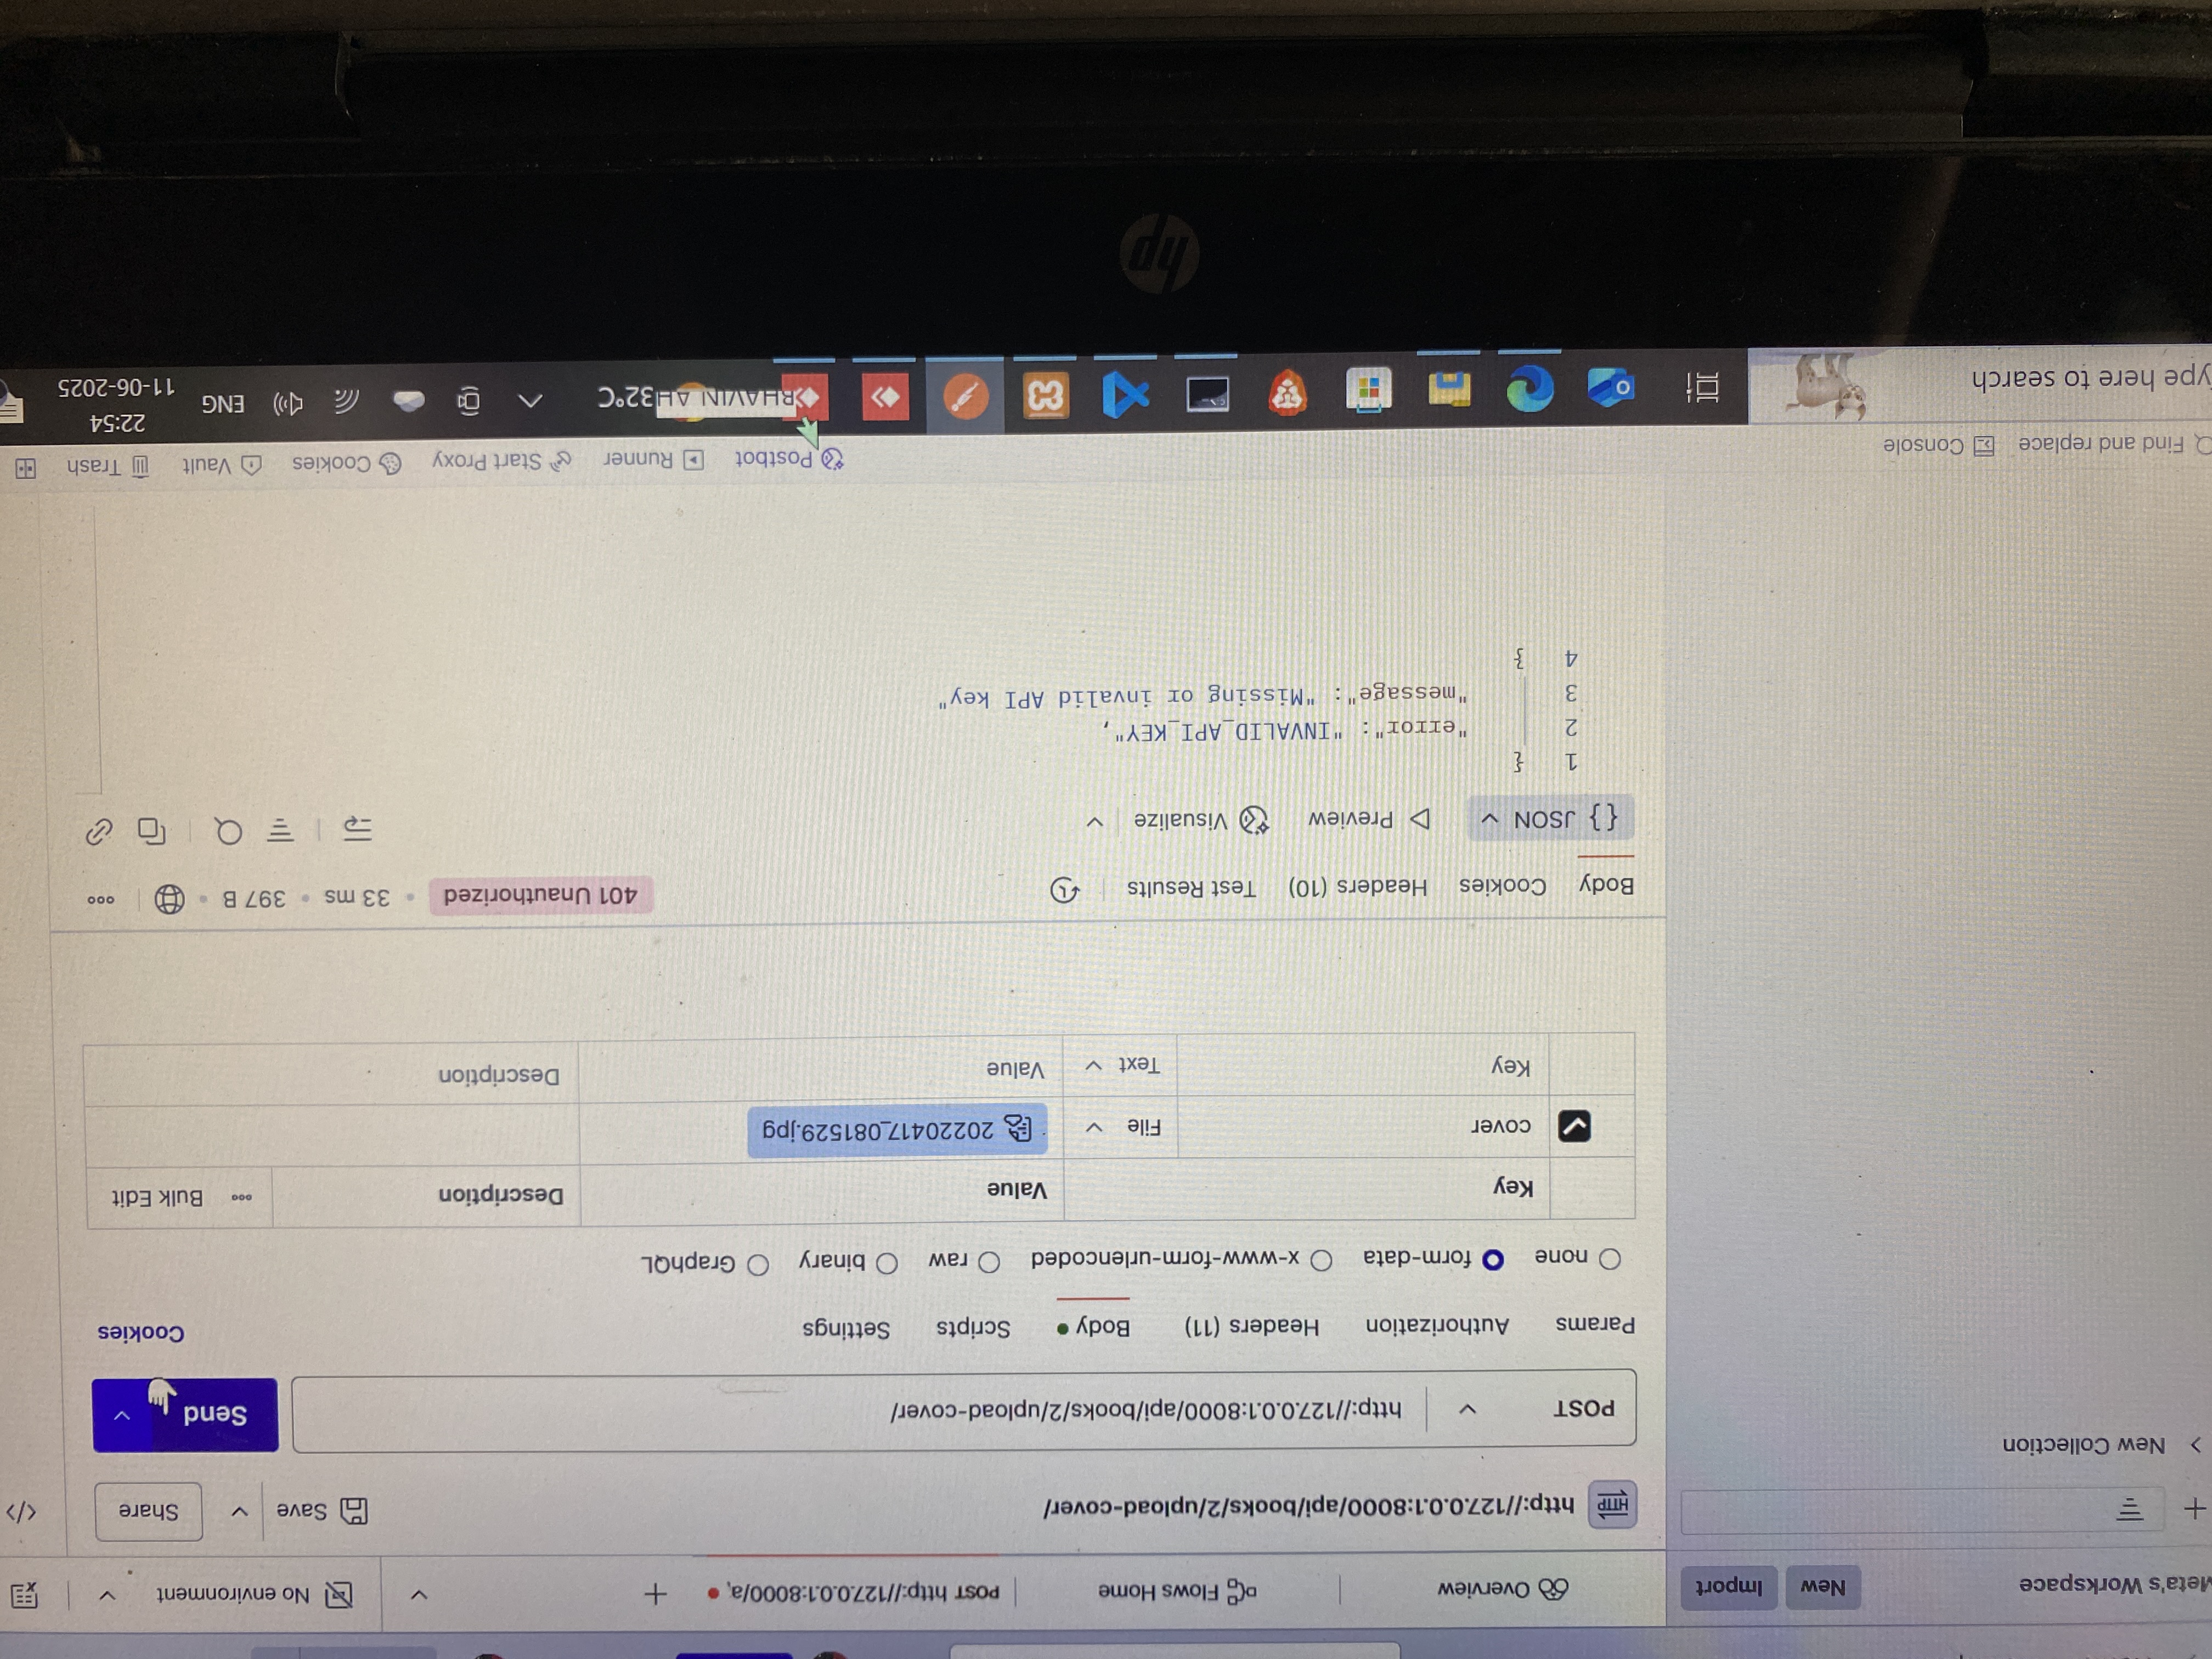 Meta's Workspace
New
Import
Overview
Flows Home
POST http://127.0.0.1:8000/a
No environment
HTTP
http://127.0.0.1:8000/api/books/2/upload-cover/
Save
Share
New Collection
POST
http://127.0.0.1:8000/api/books/2/upload-cover/
Send
Params
Authorization
Headers (11)
Body
Scripts
Settings
Cookies
none
form-data
x-www-form-urlencoded
raw
binary
GraphQL
Key
Value
Description
Bulk Edit
cover
File
20220417_081529.jpg
Key
Text
Value
Description
Body
Cookies
Headers (10)
Test Results
401 Unauthorized
33 ms
397 B
{} JSON
Preview
Visualize
1 {
2 "error": "INVALID_API_KEY",
3 "message": "Missing or invalid API key"
4 }
Find and replace
Console
Postbot
Runner
Start Proxy
Cookies
Vault
Trash
ype here to search
BHAVIN AH
32°C
ENG
22:54
11-06-2025
hp